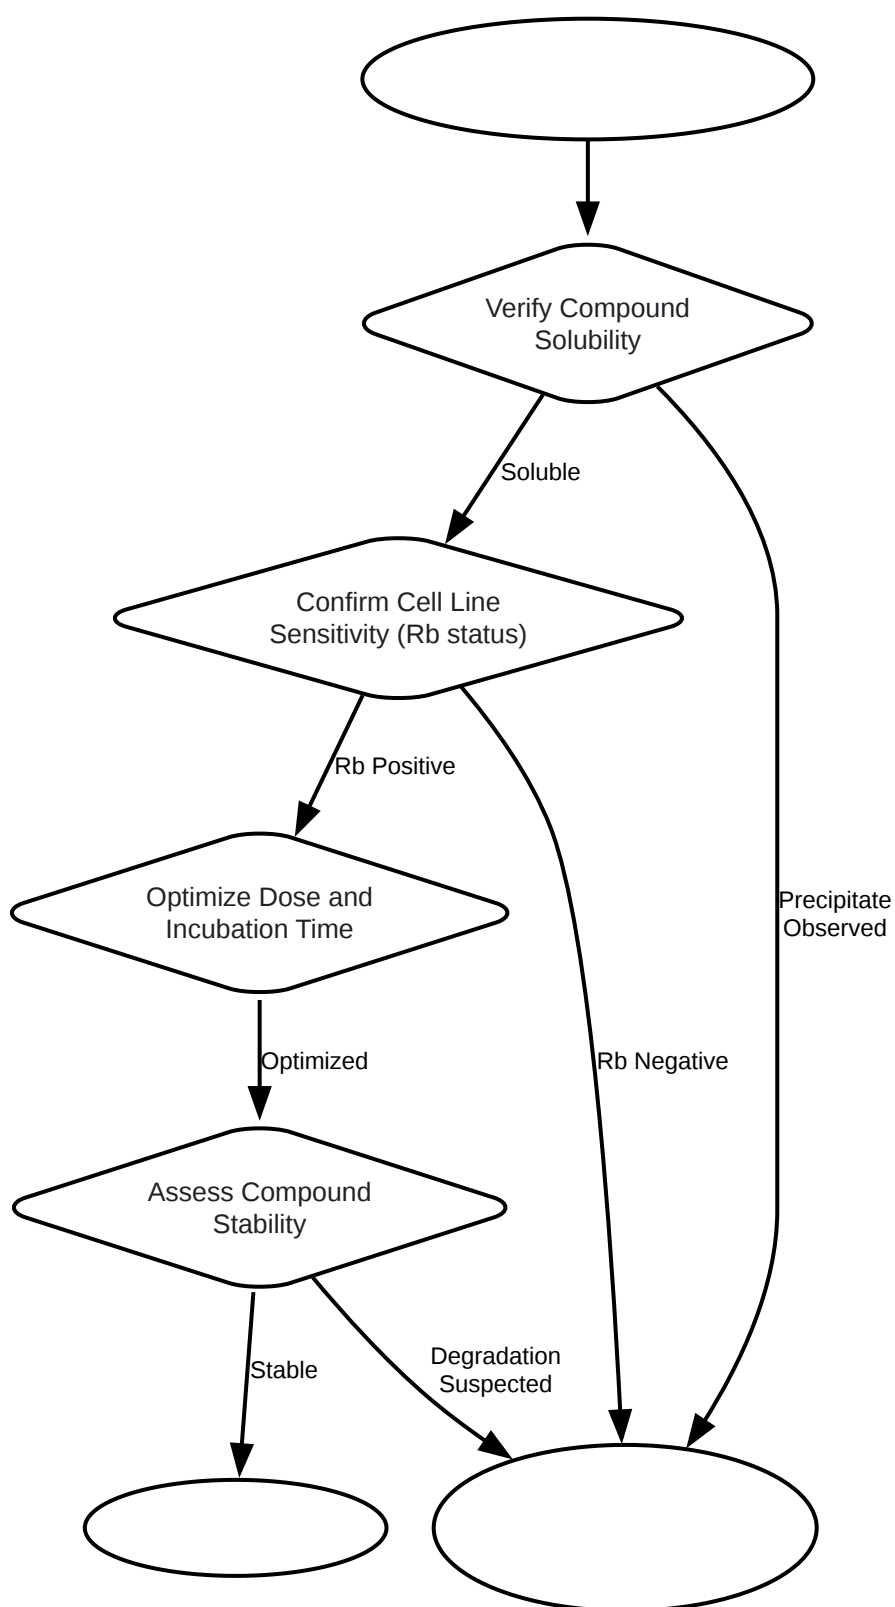 Verify Compound
Solubility
Soluble
Confirm Cell Line
Sensitivity (Rb status)
Rb Positive
Optimize Dose and
Incubation Time
Precipitate
Observed
Optimized
Rb Negative
Assess Compound
Stability
Stable
Degradation
Suspected